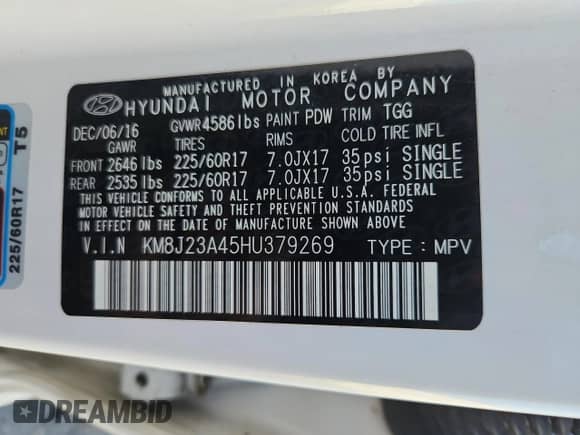 MANUFACTURED IN KOREA BY
HYUNDAI MOTOR COMPANY
DEC/06/16 GVWR4586lbs PAINT PDW TRIM TGG
GAWR TIRES RIMS COLD TIRE INFL
FRONT 2646lbs 225/60R17 7.0JX17 35psi SINGLE
REAR 2535lbs 225/60R17 7.0JX17 35psi SINGLE
THIS VEHICLE CONFORMS TO ALL APPLICABLE U.S.A. FEDERAL
MOTOR VEHICLE SAFETY AND THEFT PREVENTION STANDARDS
IN EFFECT ON THE DATE OF MANUFACTURE SHOWN ABOVE.
V.I.N KM8J23A45HU379269 TYPE : MPV
T5
225/60R17
DREAMBID